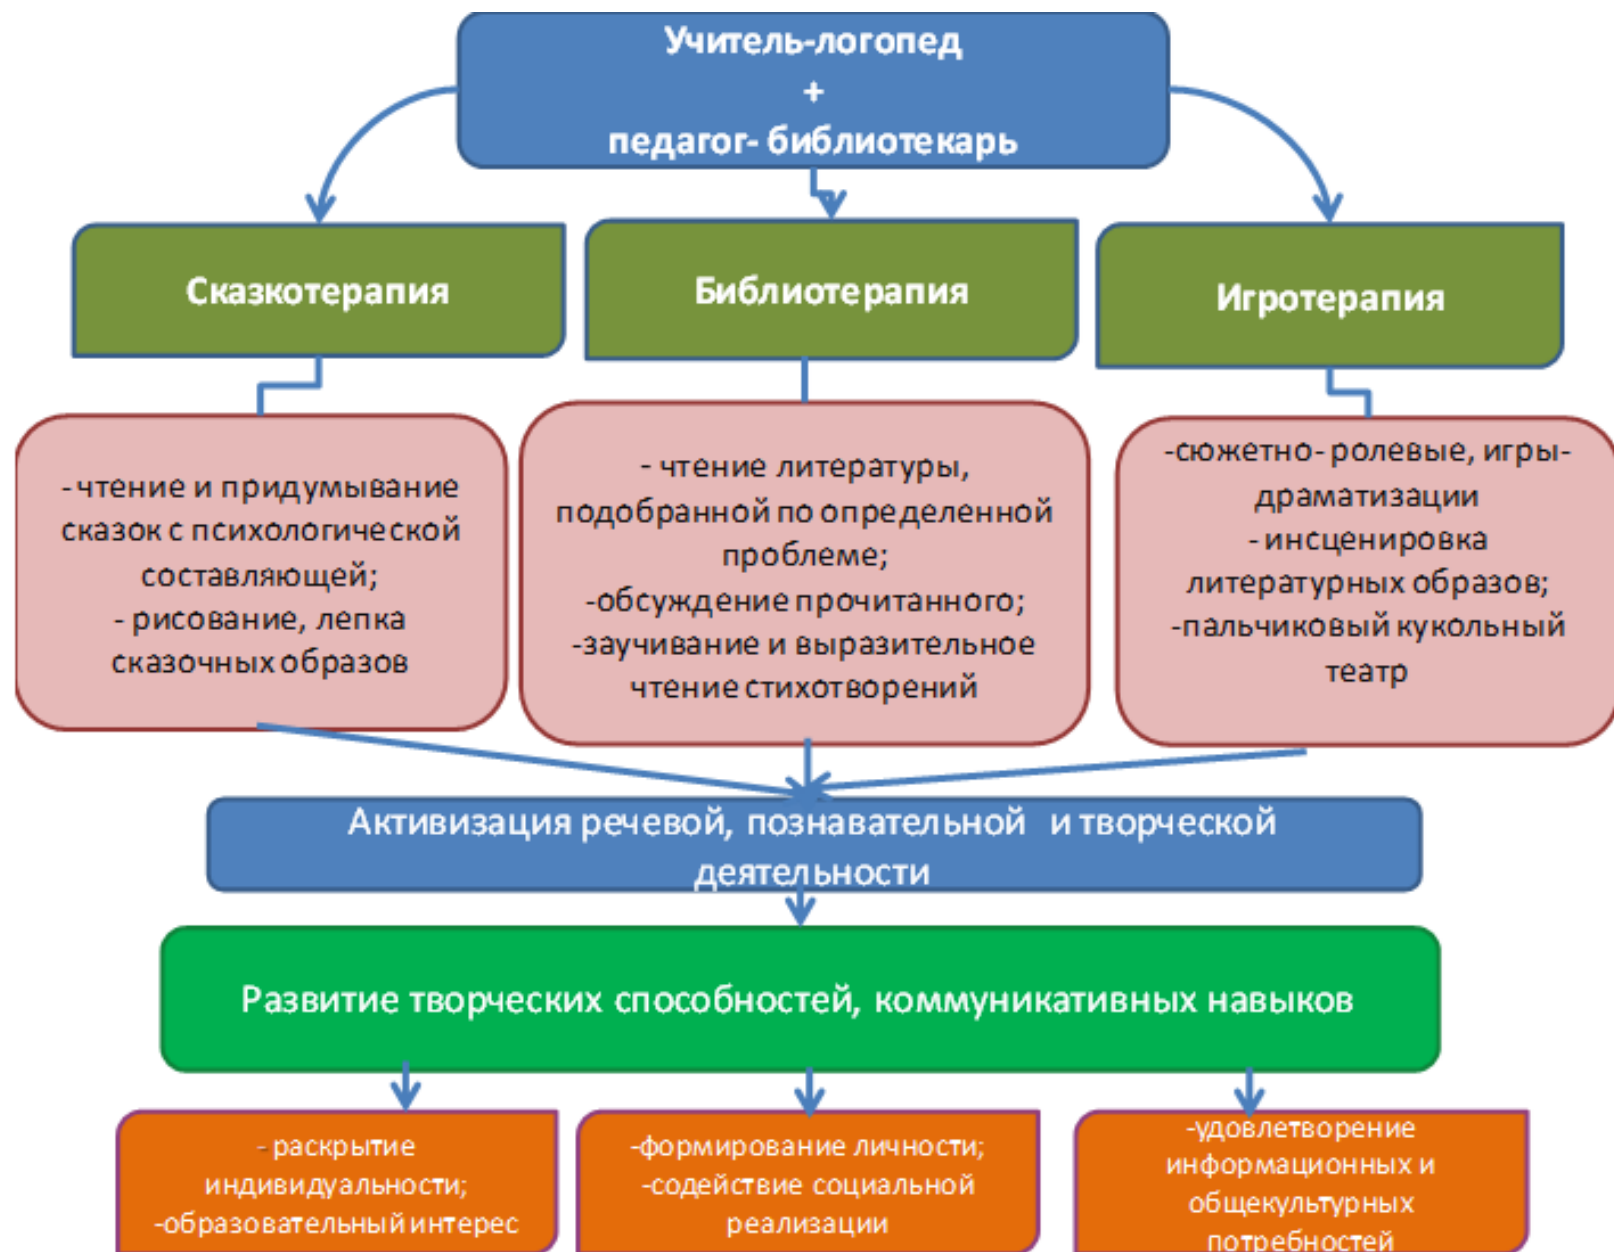 Учитель-логопед
+
педагог- библиотекарь
Сказкотерапия
Библиотерапия
Игротерапия
- чтение и придумывание
сказок с психологической
составляющей;
- рисование, лепка
сказочных образов
- чтение литературы,
подобранной по определенной
проблеме;
-обсуждение прочитанного;
-заучивание и выразительное
чтение стихотворений
-сюжетно- ролевые, игры-
драматизации
- инсценировка
литературных образов;
-пальчиковый кукольный
театр
Активизация речевой, познавательной и творческой
деятельности
Развитие творческих способностей, коммуникативных навыков
- раскрытие
индивидуальности;
-образовательный интерес
-формирование личности;
-содействие социальной
реализации
-удовлетворение
информационных и
общекультурных
потребностей